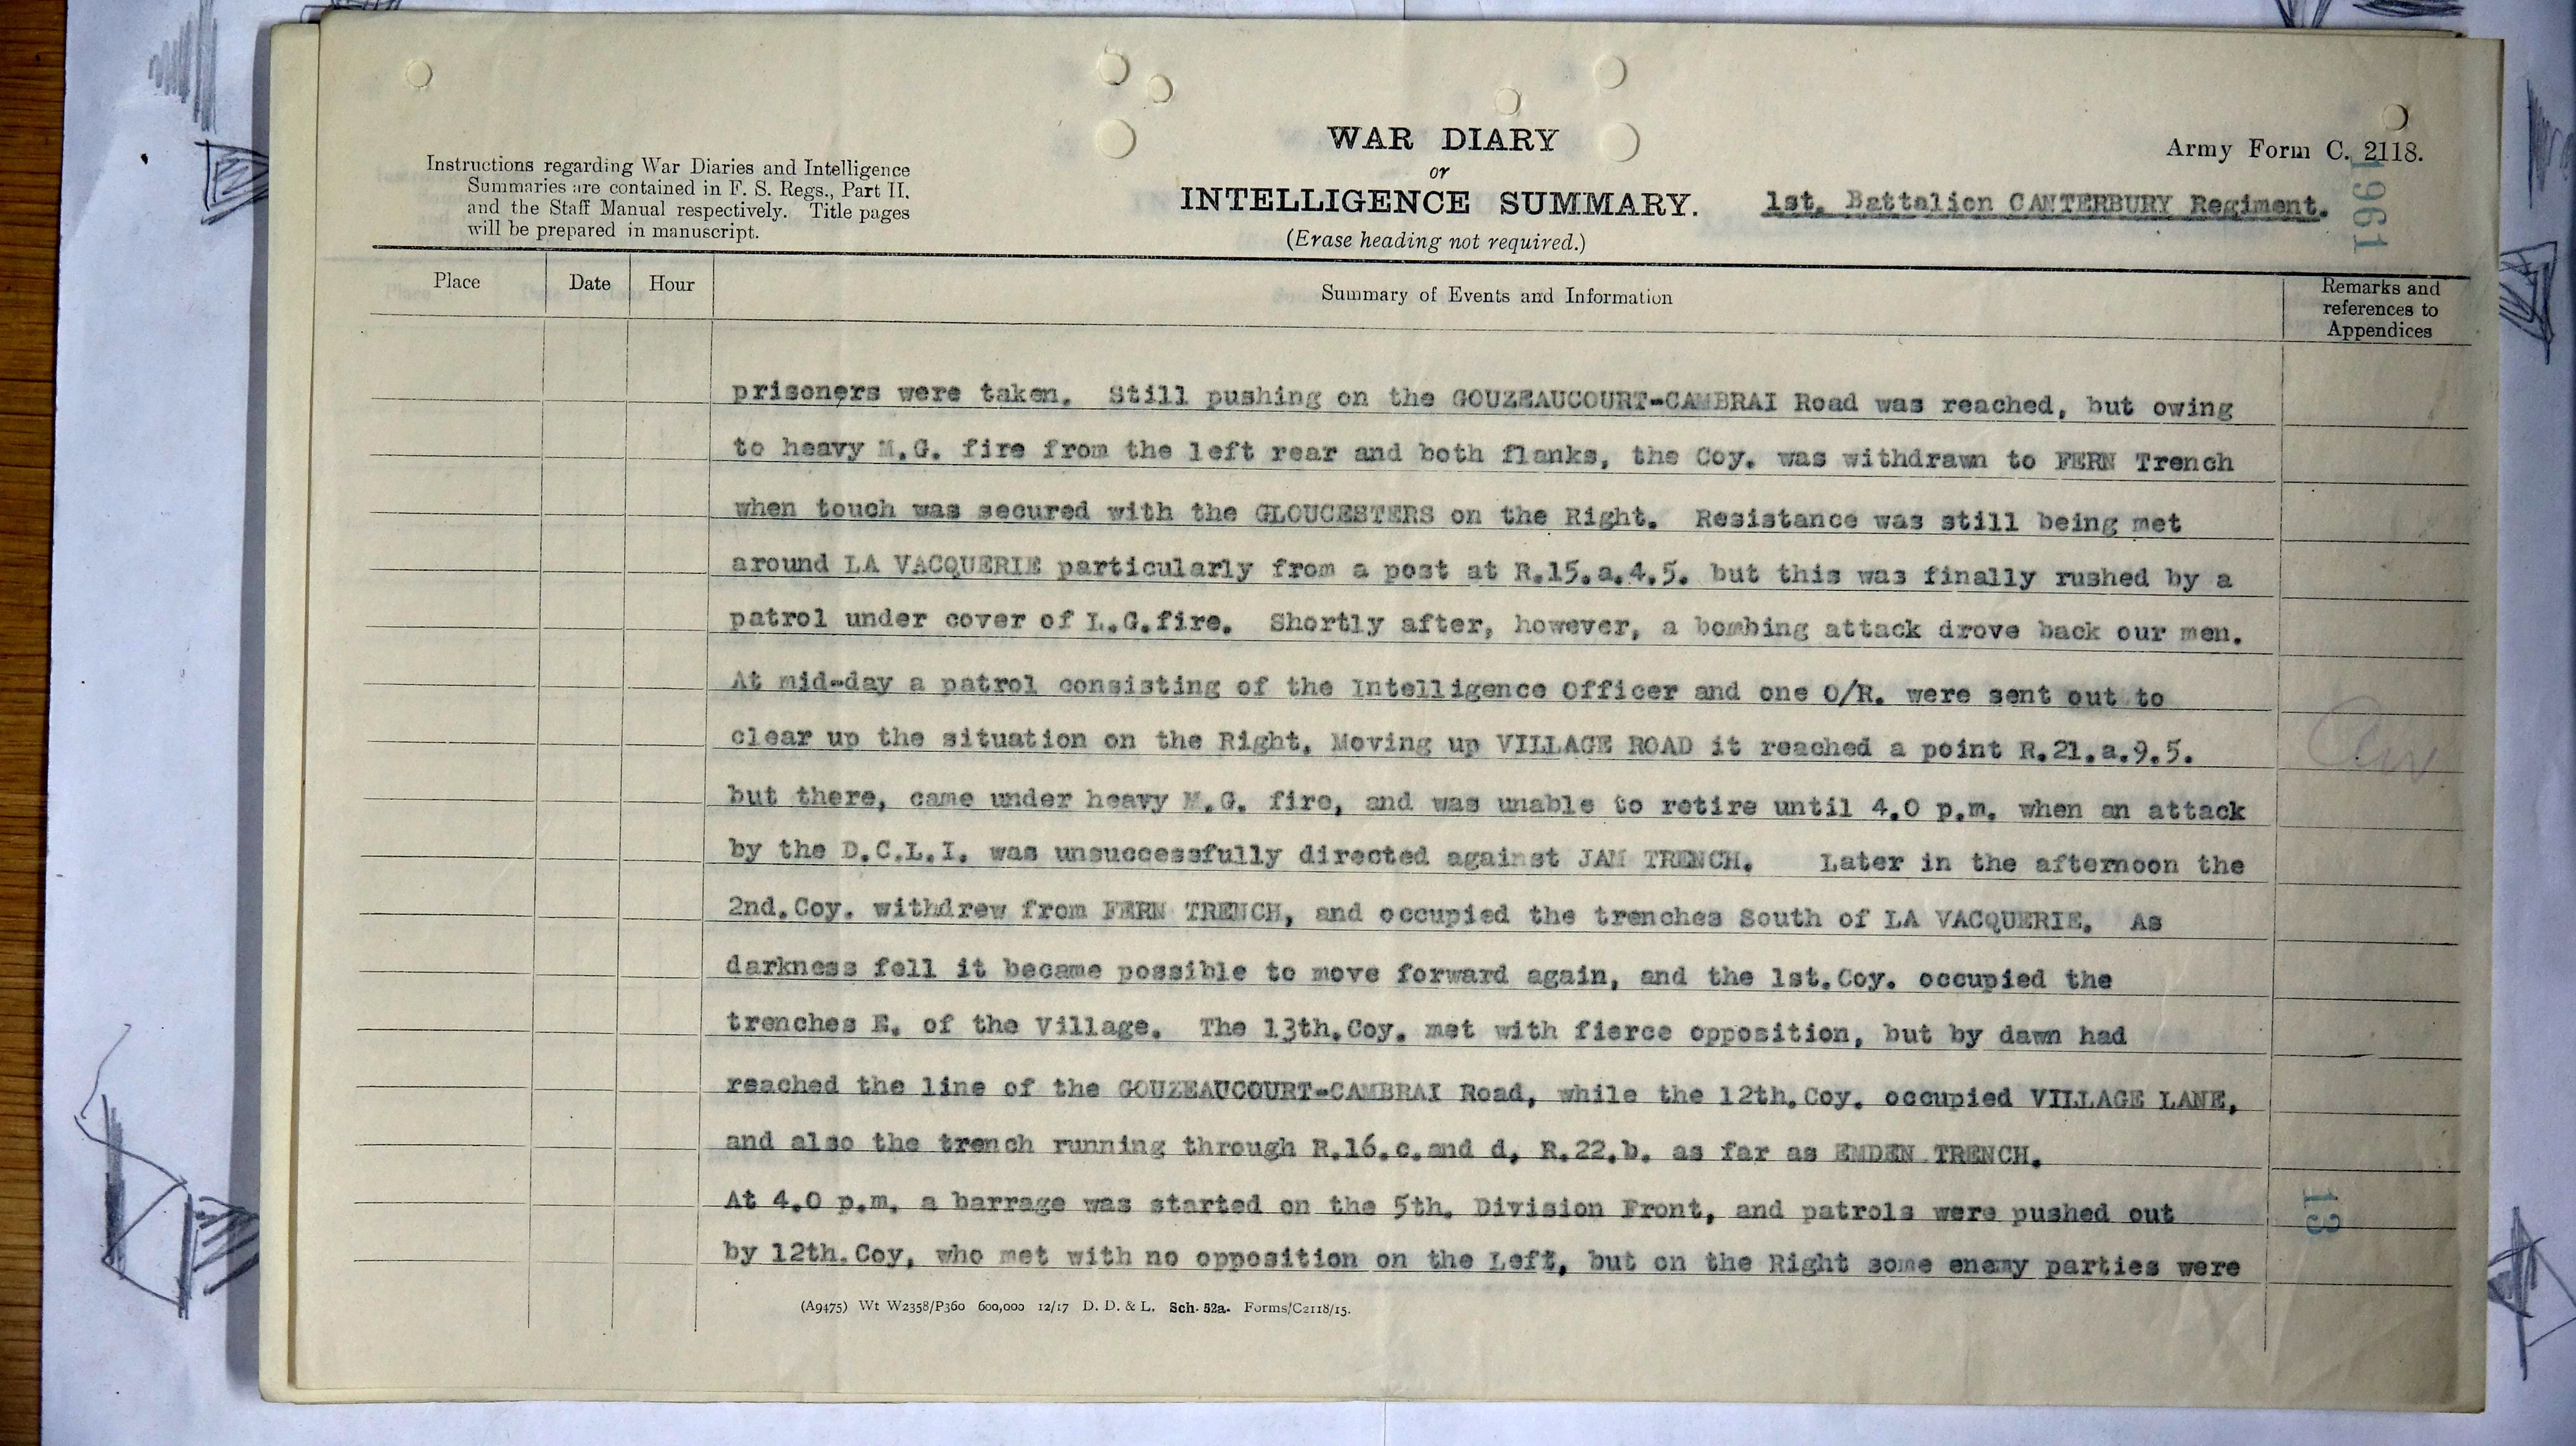 Instructions regarding War Diaries and Intelligence
Summaries are contained in F. S. Regs., Part II.
and the Staff Manual respectively. Title pages
will be prepared in manuscript.
WAR DIARY
or
INTELLIGENCE SUMMARY.
(Erase heading not required.)
Army Form C. 2118.
1st. Battalion CANTERBURY Regiment.
1961
Place
Date
Hour
Summary of Events and Information
Remarks and
references to
Appendices
prisoners were taken. Still pushing on the GOUZEAUCOURT-CAMBRAI Road was reached, but owing
to heavy M.G. fire from the left rear and both flanks, the Coy. was withdrawn to FERN Trench
when touch was secured with the GLOUCESTERS on the Right. Resistance was still being met
around LA VACQUERIE particularly from a post at R.15.a.4.5. but this was finally rushed by a
patrol under cover of L.G.fire. Shortly after, however, a bombing attack drove back our men.
At mid-day a patrol consisting of the Intelligence Officer and one O/R. were sent out to
clear up the situation on the Right. Moving up VILLAGE ROAD it reached a point R.21.a.9.5.
but there, came under heavy M.G. fire, and was unable to retire until 4.0 p.m. when an attack
by the D.C.L.I. was unsuccessfully directed against JAM TRENCH. Later in the afternoon the
2nd.Coy. withdrew from FERN TRENCH, and occupied the trenches South of LA VACQUERIE. As
darkness fell it became possible to move forward again, and the 1st.Coy. occupied the
trenches E. of the Village. The 13th.Coy. met with fierce opposition, but by dawn had
reached the line of the GOUZEAUCOURT-CAMBRAI Road, while the 12th.Coy. occupied VILLAGE LANE,
and also the trench running through R.16.c.and d, R.22.b. as far as EMDEN TRENCH.
At 4.0 p.m. a barrage was started on the 5th. Division Front, and patrols were pushed out
by 12th.Coy, who met with no opposition on the Left, but on the Right some enemy parties were
13
(A9475) Wt W2358/P360 600,000 12/17 D. D. & L. Sch. 52a. Forms/C2118/15.